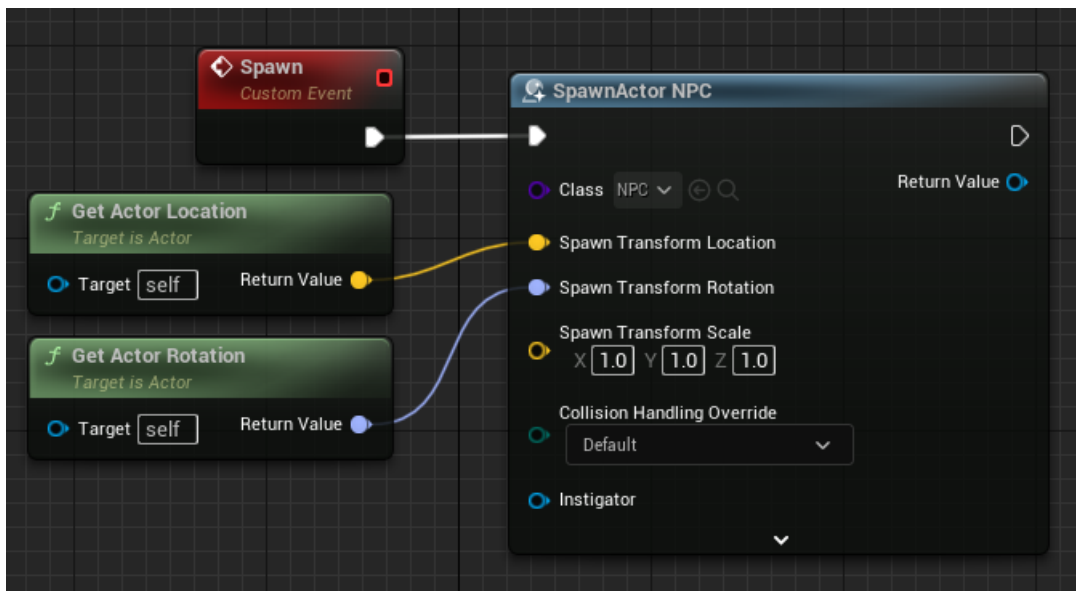 Spawn
Custom Event
SpawnActor NPC
Class NPC
Return Value
Spawn Transform Location
Spawn Transform Rotation
Spawn Transform Scale
X 1.0 Y 1.0 Z 1.0
Collision Handling Override
Default
Instigator
f Get Actor Location
Target is Actor
Target self Return Value
f Get Actor Rotation
Target is Actor
Target self Return Value